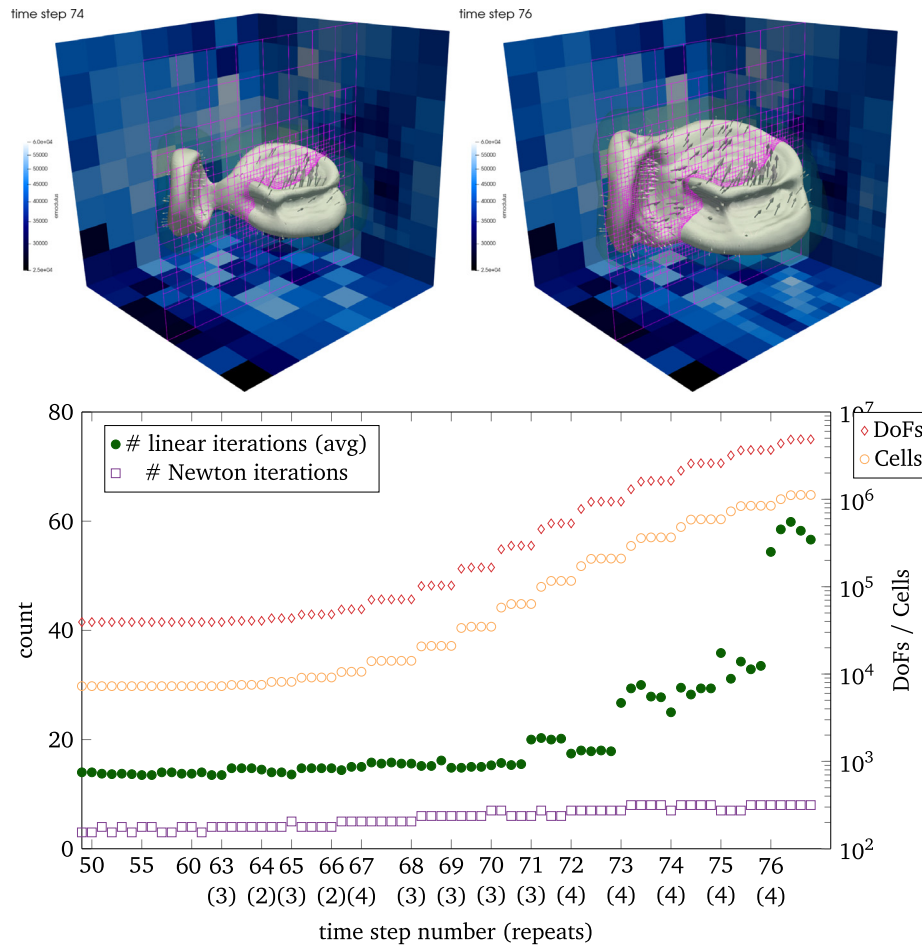 time step 74
time step 76
6.0e+04
55000
50000
45000
40000
35000
30000
2.5e+04
emodulus
6.0e+04
55000
50000
45000
40000
35000
30000
2.5e+04
emodulus
# linear iterations (avg)
# Newton iterations
DoFs
Cells
80
60
40
20
0
count
10^7
10^6
10^5
10^4
10^3
10^2
DoFs / Cells
50 55 60 63 64 65 66 67 68 69 70 71 72 73 74 75 76
(3) (2) (3) (2) (4) (3) (3) (3) (3) (4) (4) (4) (4) (4)
time step number (repeats)